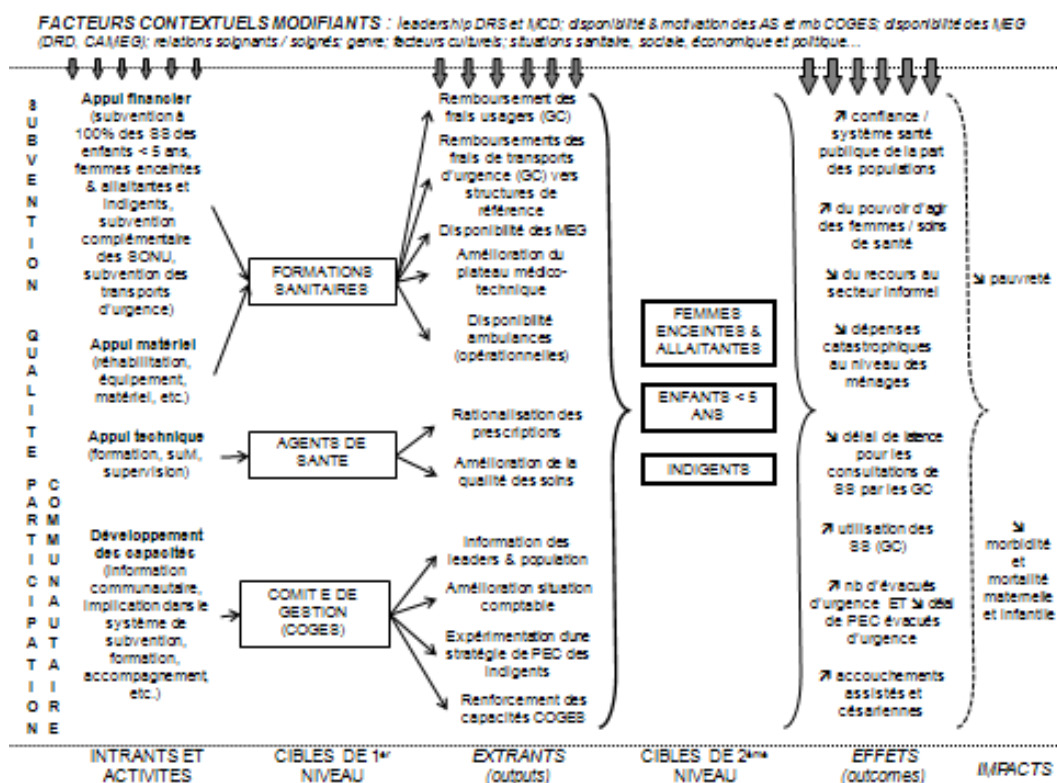 FACTEURS CONTEXTUELS MODIFIANTS : leadership DRS et MCD; disponibilité & motivation des AS et mb COGES; disponibilité des MEG
(DRD, CAMEG); relations soignants / soignés; genre; facteurs culturels; situations sanitaire, sociale, économique et politique...
SUBVENTION
QUALITE
PARTICIPATION
COMMUNAUTAIRE
Appui financier
(subvention à
100% des SS des
enfants < 5 ans,
femmes enceintes
& allaitantes et
indigents,
subvention
complémentaire
des SONU,
subvention des
transports
d'urgence)
Appui matériel
(réhabilitation,
équipement,
matériel, etc.)
Appui technique
(formation, suivi,
supervision)
Développement
des capacités
(information
communautaire,
implication dans le
système de
subvention,
formation,
accompagnement,
etc.)
FORMATIONS
SANITAIRES
AGENTS DE
SANTE
COMITE DE
GESTION
(COGES)
Remboursement des
frais usagers (GC)
Remboursements des
frais de transports
d'urgence (GC) vers
structures de
référence
Disponibilité des MEG
Amélioration du
plateau médico-
technique
Disponibilité
ambulances
(opérationnelles)
Rationalisation des
prescriptions
Amélioration de la
qualité des soins
Information des
leaders & population
Amélioration situation
comptable
Expérimentation d'une
stratégie de PEC des
indigents
Renforcement des
capacités COGES
FEMMES
ENCEINTES &
ALLAITANTES
ENFANTS < 5
ANS
INDIGENTS
↗ confiance /
système santé
publique de la part
des populations
↗ du pouvoir d'agir
des femmes / soins
de santé
↘ du recours au
secteur informel
↘ dépenses
catastrophiques
au niveau des
ménages
↘ délai de latence
pour les
consultations de
SS par les GC
↗ utilisation des
SS (GC)
↗ nb d'évacués
d'urgence ET ↘ délai
de PEC évacués
d'urgence
↗ accouchements
assistés et
césariennes
↘ pauvreté
↘
morbidité
et
mortalité
maternelle
et infantile
INTRANTS ET
ACTIVITES
CIBLES DE 1er
NIVEAU
EXTRANTS
(outputs)
CIBLES DE 2ème
NIVEAU
EFFETS
(outcomes)
IMPACTS